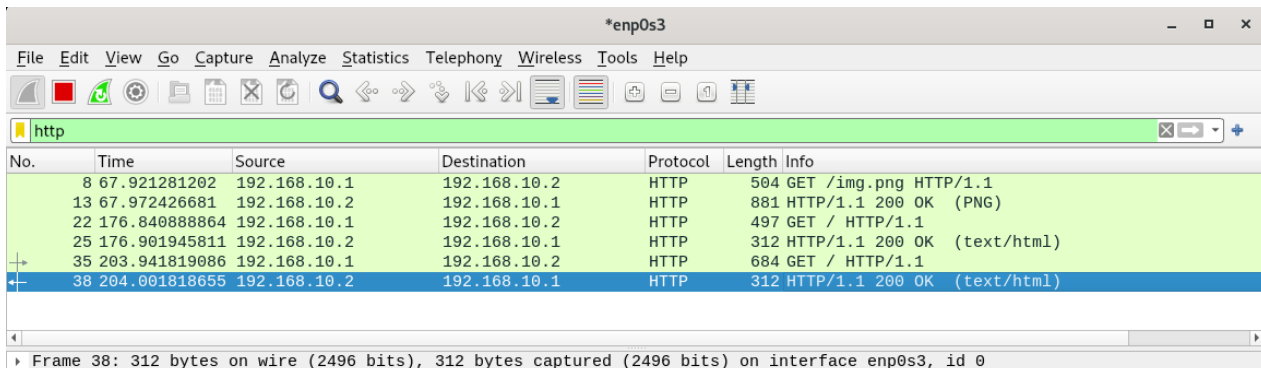 *enp0s3
File Edit View Go Capture Analyze Statistics Telephony Wireless Tools Help
http
No. Time Source Destination Protocol Length Info
8 67.921281202 192.168.10.1 192.168.10.2 HTTP 504 GET /img.png HTTP/1.1
13 67.972426681 192.168.10.2 192.168.10.1 HTTP 881 HTTP/1.1 200 OK (PNG)
22 176.840888864 192.168.10.1 192.168.10.2 HTTP 497 GET / HTTP/1.1
25 176.901945811 192.168.10.2 192.168.10.1 HTTP 312 HTTP/1.1 200 OK (text/html)
35 203.941819086 192.168.10.1 192.168.10.2 HTTP 684 GET / HTTP/1.1
38 204.001818655 192.168.10.2 192.168.10.1 HTTP 312 HTTP/1.1 200 OK (text/html)
Frame 38: 312 bytes on wire (2496 bits), 312 bytes captured (2496 bits) on interface enp0s3, id 0